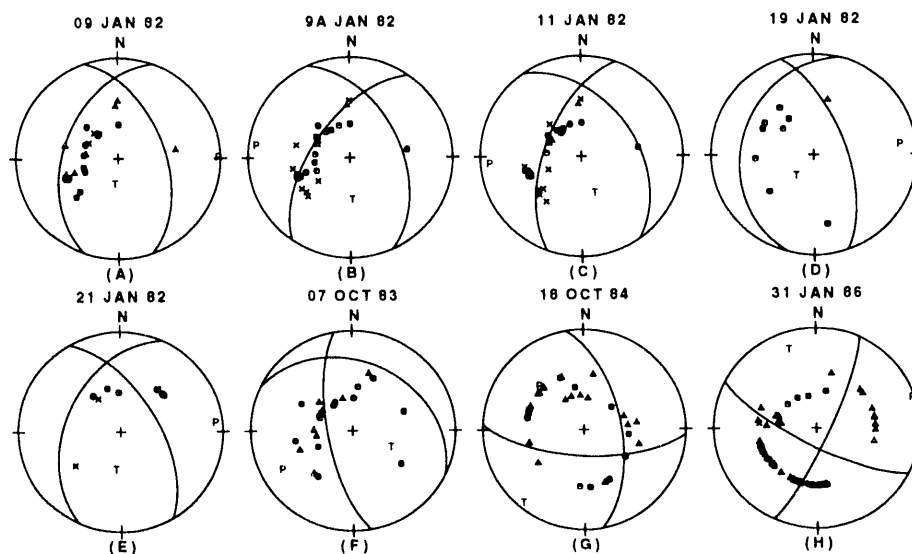 09 JAN 82
9A JAN 82
11 JAN 82
19 JAN 82
N
N
N
N
P
T
P
T
P
T
P
T
(A)
(B)
(C)
(D)
21 JAN 82
07 OCT 83
18 OCT 84
31 JAN 86
N
N
N
N
P
T
P
T
P
T
P
T
(E)
(F)
(G)
(H)